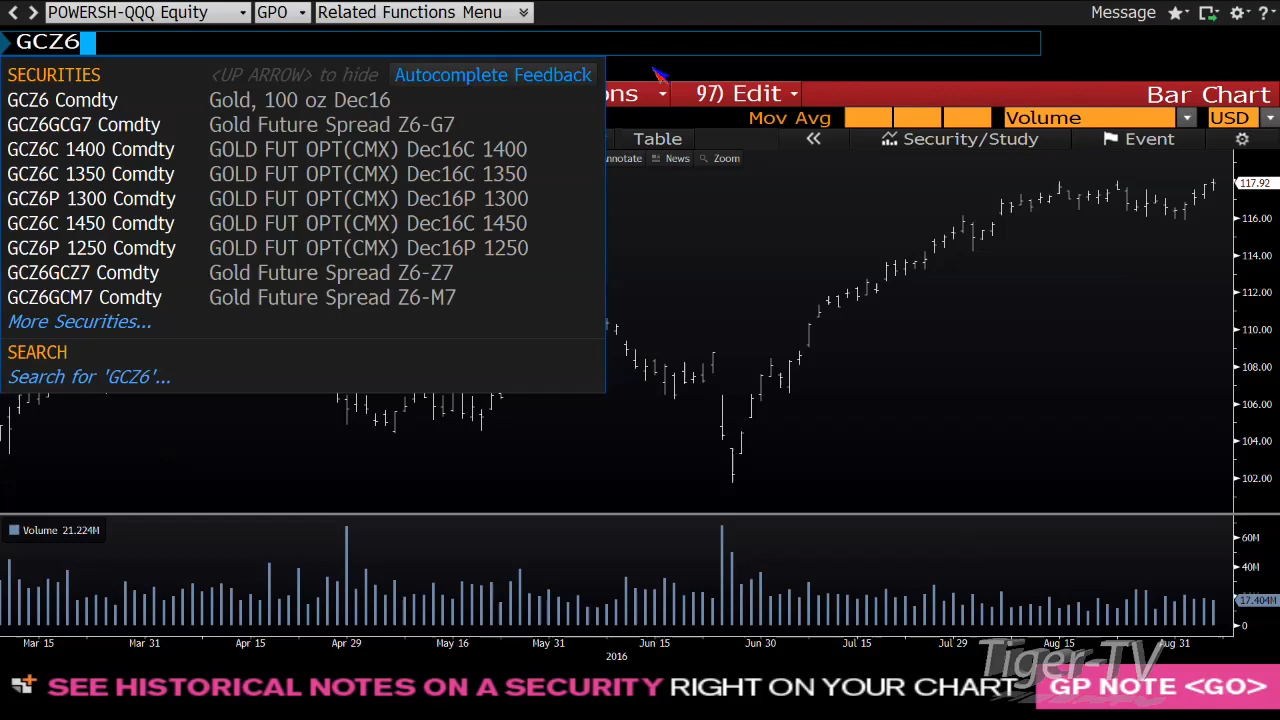 POWERSH-QQQ Equity GPO Related Functions Menu Message
GCZ6
SECURITIES <UP ARROW> to hide Autocomplete Feedback
GCZ6 Comdty Gold, 100 oz Dec16
GCZ6GCG7 Comdty Gold Future Spread Z6-G7
GCZ6C 1400 Comdty GOLD FUT OPT(CMX) Dec16C 1400
GCZ6C 1350 Comdty GOLD FUT OPT(CMX) Dec16C 1350
GCZ6P 1300 Comdty GOLD FUT OPT(CMX) Dec16P 1300
GCZ6C 1450 Comdty GOLD FUT OPT(CMX) Dec16C 1450
GCZ6P 1250 Comdty GOLD FUT OPT(CMX) Dec16P 1250
GCZ6GCZ7 Comdty Gold Future Spread Z6-Z7
GCZ6GCM7 Comdty Gold Future Spread Z6-M7
More Securities...
SEARCH
Search for 'GCZ6'...
ons 97) Edit Bar Chart
Mov Avg Volume USD
Table « Security/Study Event
nnotate News Zoom
117.92
116.00
114.00
112.00
110.00
108.00
106.00
104.00
102.00
Volume 21.224M
60M
40M
17.404M
0
Mar 15 Mar 31 Apr 15 Apr 29 May 16 May 31 Jun 15 Jun 30 Jul 15 Jul 29 Aug 15 Aug 31
2016
Tiger-TV
SEE HISTORICAL NOTES ON A SECURITY RIGHT ON YOUR CHART GP NOTE <GO>